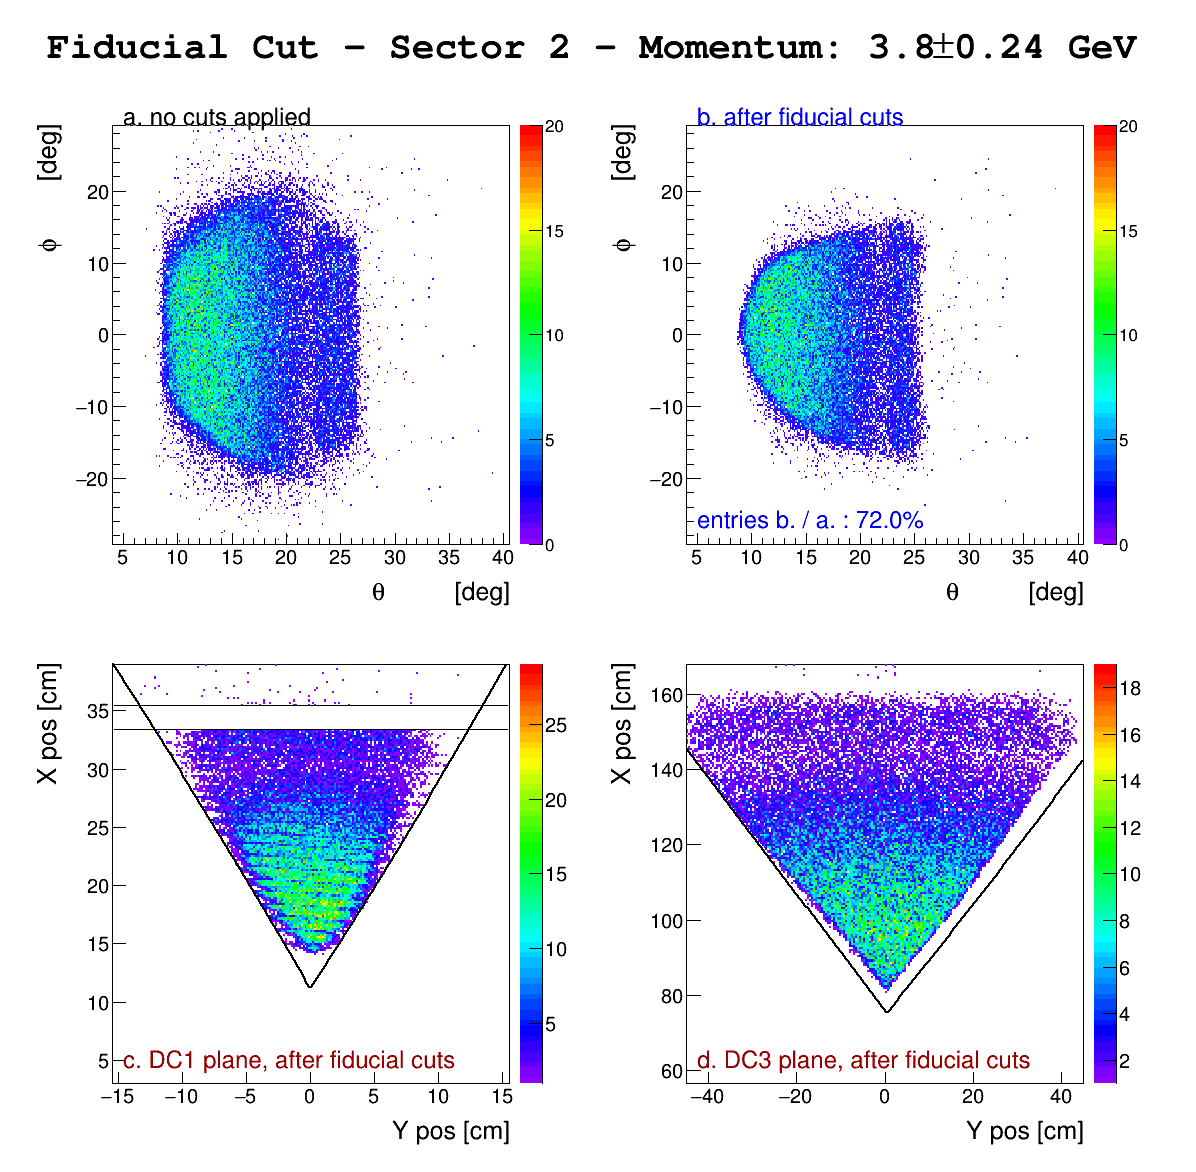 Fiducial Cut − Sector 2 − Momentum: 3.8±0.24 GeV
a. no cuts applied
ϕ [deg]
20
10
0
−10
−20
5 10 15 20 25 30 35 40
θ [deg]
20
15
10
5
0
b. after fiducial cuts
ϕ [deg]
20
10
0
−10
−20
entries b. / a. : 72.0%
5 10 15 20 25 30 35 40
θ [deg]
20
15
10
5
0
X pos [cm]
35
30
25
20
15
10
5
c. DC1 plane, after fiducial cuts
−15 −10 −5 0 5 10 15
Y pos [cm]
25
20
15
10
5
X pos [cm]
160
140
120
100
80
60
d. DC3 plane, after fiducial cuts
−40 −20 0 20 40
Y pos [cm]
18
16
14
12
10
8
6
4
2